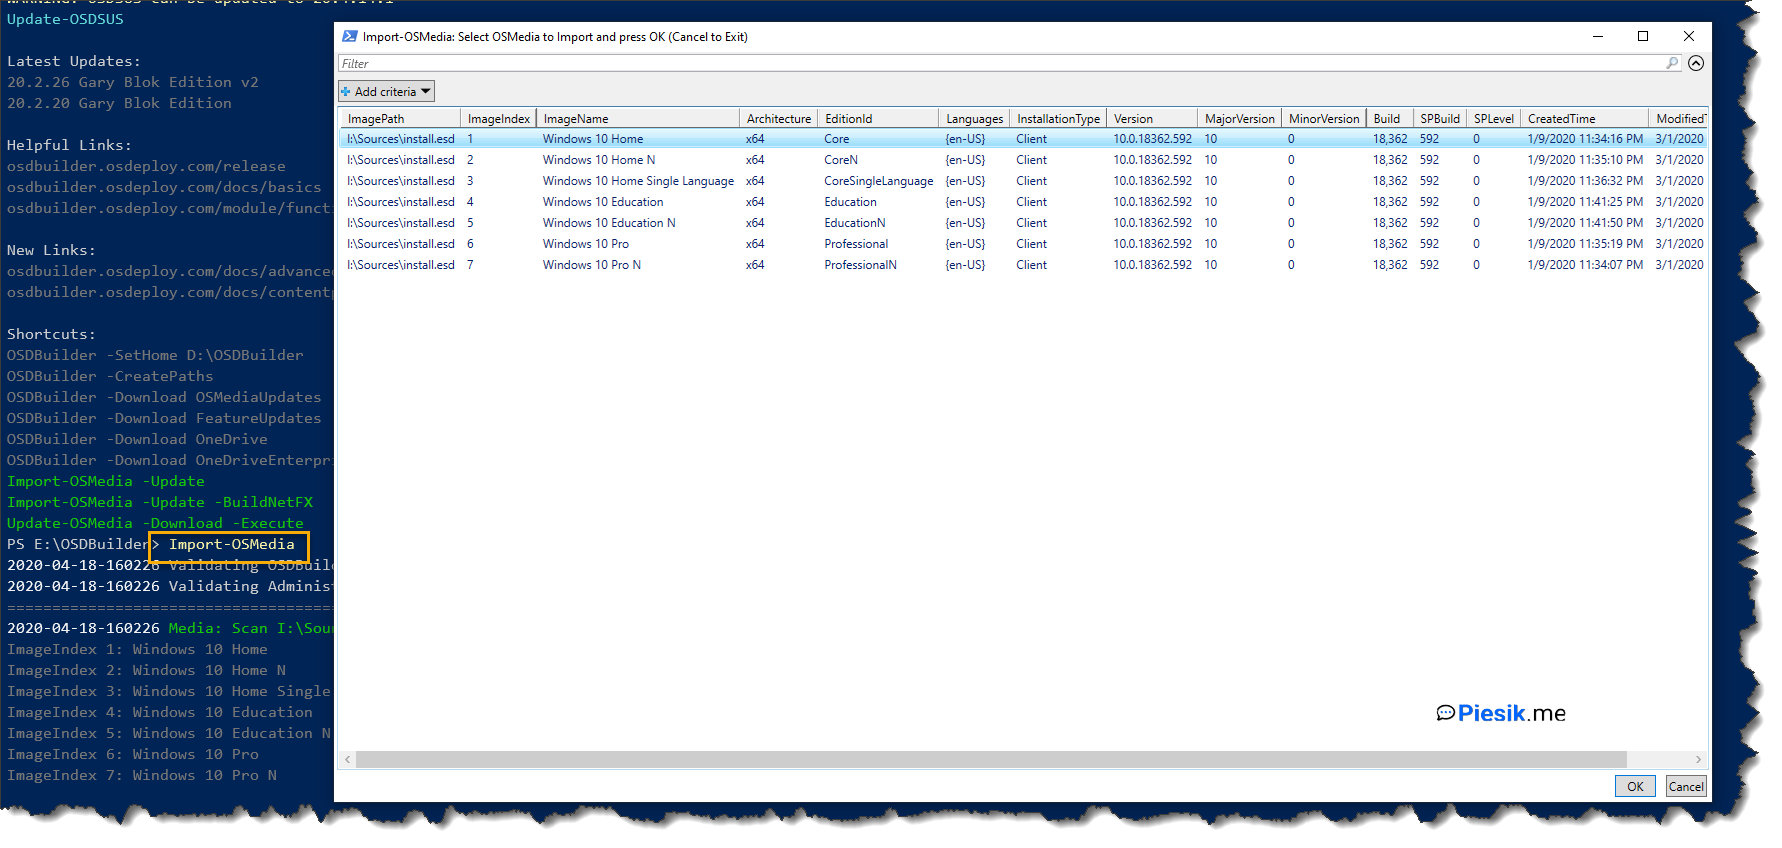 WARNING: OSDSUS can be updated to 20.4.14.1
Update-OSDSUS
Latest Updates:
20.2.26 Gary Blok Edition v2
20.2.20 Gary Blok Edition
Helpful Links:
osdbuilder.osdeploy.com/release
osdbuilder.osdeploy.com/docs/basics
osdbuilder.osdeploy.com/module/functi
New Links:
osdbuilder.osdeploy.com/docs/advanced
osdbuilder.osdeploy.com/docs/contentp
Shortcuts:
OSDBuilder -SetHome D:\OSDBuilder
OSDBuilder -CreatePaths
OSDBuilder -Download OSMediaUpdates
OSDBuilder -Download FeatureUpdates
OSDBuilder -Download OneDrive
OSDBuilder -Download OneDriveEnterpri
Import-OSMedia -Update
Import-OSMedia -Update -BuildNetFX
Update-OSMedia -Download -Execute
PS E:\OSDBuilder> Import-OSMedia
2020-04-18-160226 Validating OSDBuild
2020-04-18-160226 Validating Administ
2020-04-18-160226 Media: Scan I:\Sour
ImageIndex 1: Windows 10 Home
ImageIndex 2: Windows 10 Home N
ImageIndex 3: Windows 10 Home Single
ImageIndex 4: Windows 10 Education
ImageIndex 5: Windows 10 Education N
ImageIndex 6: Windows 10 Pro
ImageIndex 7: Windows 10 Pro N
Import-OSMedia: Select OSMedia to Import and press OK (Cancel to Exit)
Filter
Add criteria
ImagePath ImageIndex ImageName Architecture EditionId Languages InstallationType Version MajorVersion MinorVersion Build SPBuild SPLevel CreatedTime ModifiedT
I:\Sources\install.esd 1 Windows 10 Home x64 Core {en-US} Client 10.0.18362.592 10 0 18,362 592 0 1/9/2020 11:34:16 PM 3/1/2020
I:\Sources\install.esd 2 Windows 10 Home N x64 CoreN {en-US} Client 10.0.18362.592 10 0 18,362 592 0 1/9/2020 11:35:10 PM 3/1/2020
I:\Sources\install.esd 3 Windows 10 Home Single Language x64 CoreSingleLanguage {en-US} Client 10.0.18362.592 10 0 18,362 592 0 1/9/2020 11:36:32 PM 3/1/2020
I:\Sources\install.esd 4 Windows 10 Education x64 Education {en-US} Client 10.0.18362.592 10 0 18,362 592 0 1/9/2020 11:41:25 PM 3/1/2020
I:\Sources\install.esd 5 Windows 10 Education N x64 EducationN {en-US} Client 10.0.18362.592 10 0 18,362 592 0 1/9/2020 11:41:50 PM 3/1/2020
I:\Sources\install.esd 6 Windows 10 Pro x64 Professional {en-US} Client 10.0.18362.592 10 0 18,362 592 0 1/9/2020 11:35:19 PM 3/1/2020
I:\Sources\install.esd 7 Windows 10 Pro N x64 ProfessionalN {en-US} Client 10.0.18362.592 10 0 18,362 592 0 1/9/2020 11:34:07 PM 3/1/2020
Piesik.me
OK Cancel